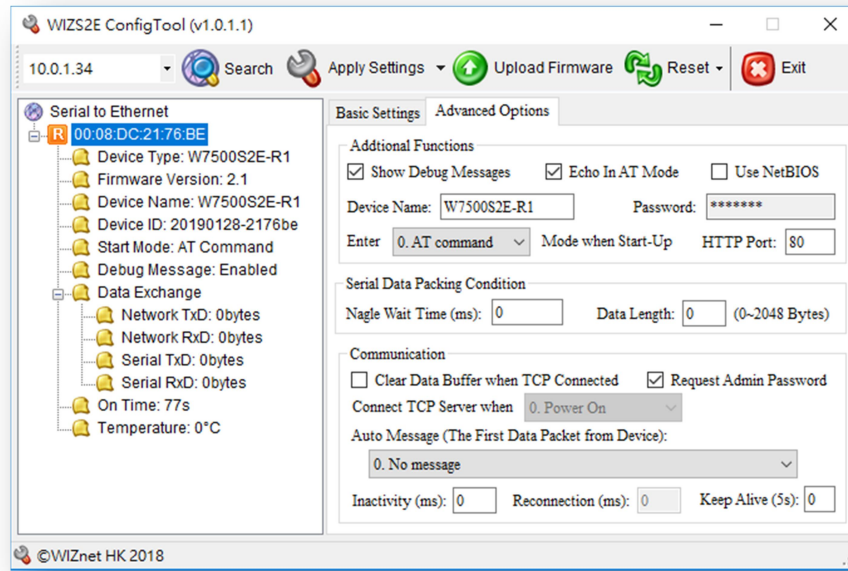 WIZS2E ConfigTool (v1.0.1.1)
10.0.1.34 Search Apply Settings Upload Firmware Reset Exit
Serial to Ethernet
R 00:08:DC:21:76:BE
Device Type: W7500S2E-R1
Firmware Version: 2.1
Device Name: W7500S2E-R1
Device ID: 20190128-2176be
Start Mode: AT Command
Debug Message: Enabled
Data Exchange
Network TxD: 0bytes
Network RxD: 0bytes
Serial TxD: 0bytes
Serial RxD: 0bytes
On Time: 77s
Temperature: 0°C
Basic Settings Advanced Options
Addtional Functions
Show Debug Messages Echo In AT Mode Use NetBIOS
Device Name: W7500S2E-R1 Password: *******
Enter 0. AT command Mode when Start-Up HTTP Port: 80
Serial Data Packing Condition
Nagle Wait Time (ms): 0 Data Length: 0 (0~2048 Bytes)
Communication
Clear Data Buffer when TCP Connected Request Admin Password
Connect TCP Server when 0. Power On
Auto Message (The First Data Packet from Device):
0. No message
Inactivity (ms): 0 Reconnection (ms): 0 Keep Alive (5s): 0
©WIZnet HK 2018